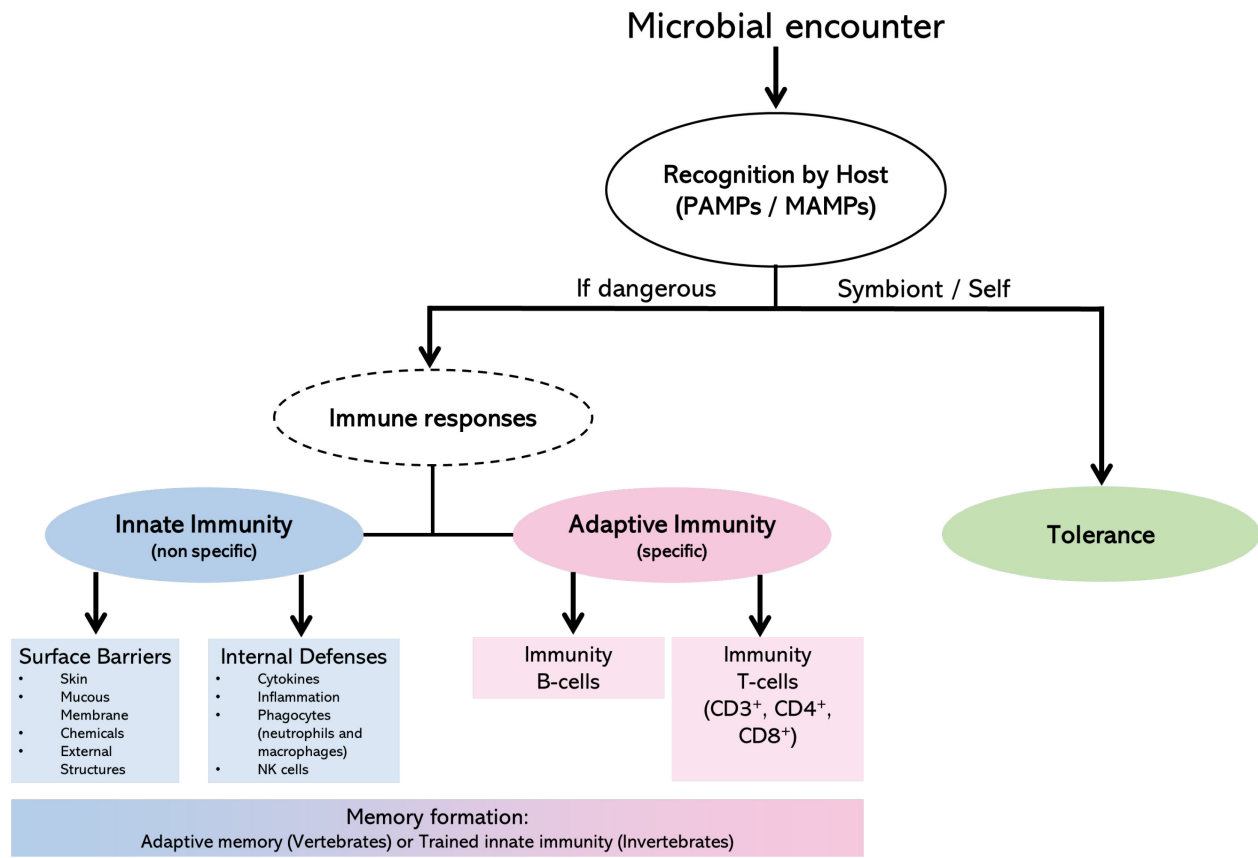 Microbial encounter
Recognition by Host
(PAMPs / MAMPs)
If dangerous
Symbiont / Self
Immune responses
Innate Immunity
(non specific)
Adaptive Immunity
(specific)
Tolerance
Surface Barriers
• Skin
• Mucous
Membrane
• Chemicals
• External
Structures
Internal Defenses
• Cytokines
• Inflammation
• Phagocytes
(neutrophils and
macrophages)
• NK cells
Immunity
B-cells
Immunity
T-cells
(CD3⁺, CD4⁺,
CD8⁺)
Memory formation:
Adaptive memory (Vertebrates) or Trained innate immunity (Invertebrates)